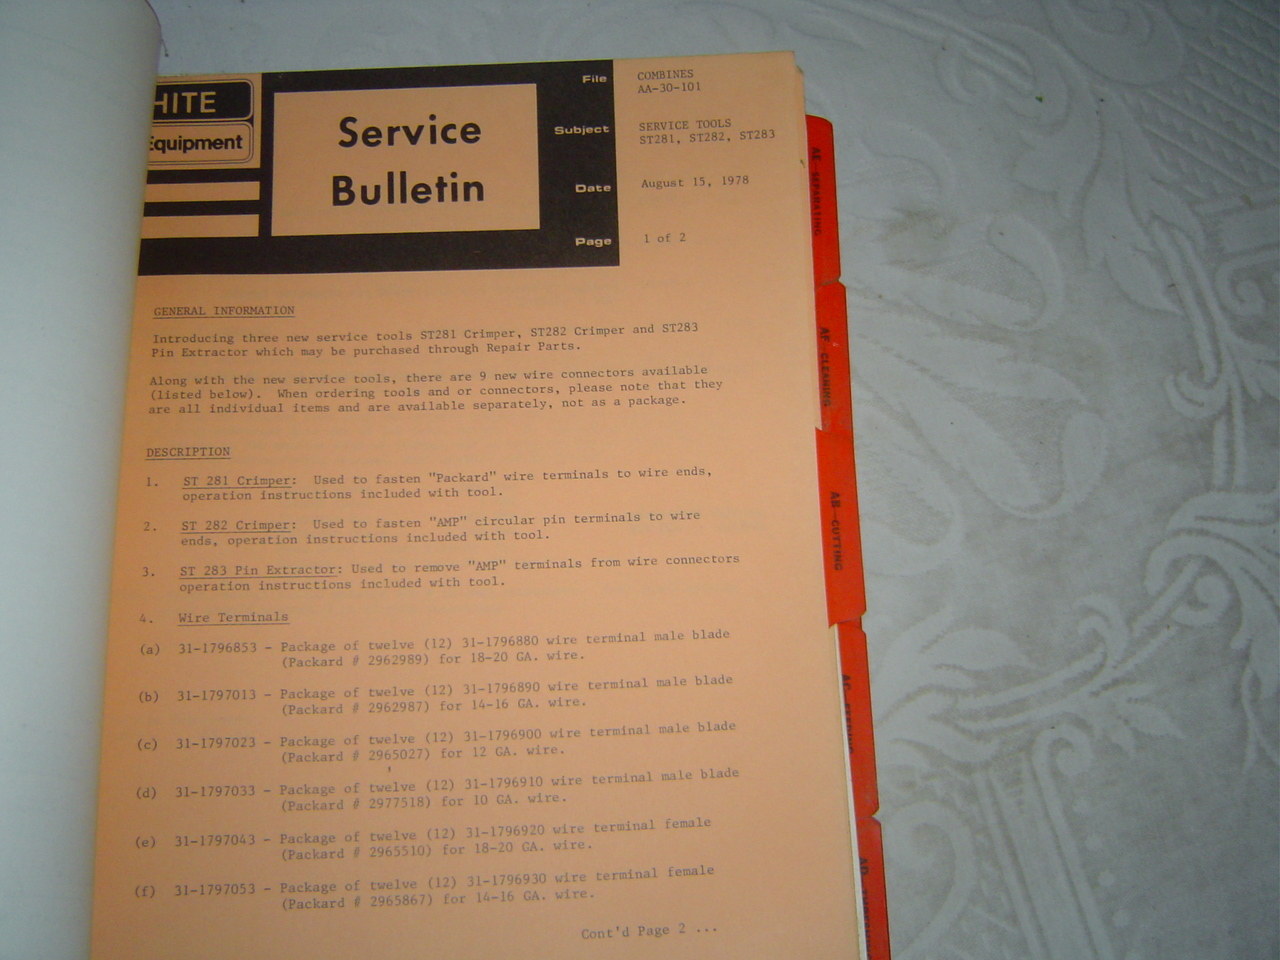 HITE
Equipment
Service
Bulletin
File
COMBINES
AA-30-101
Subject
SERVICE TOOLS
ST281, ST282, ST283
Date
August 15, 1978
Page
1 of 2
GENERAL INFORMATION
Introducing three new service tools ST281 Crimper, ST282 Crimper and ST283
Pin Extractor which may be purchased through Repair Parts.
Along with the new service tools, there are 9 new wire connectors available
(listed below). When ordering tools and or connectors, please note that they
are all individual items and are available separately, not as a package.
DESCRIPTION
1. ST 281 Crimper: Used to fasten "Packard" wire terminals to wire ends,
operation instructions included with tool.
2. ST 282 Crimper: Used to fasten "AMP" circular pin terminals to wire
ends, operation instructions included with tool.
3. ST 283 Pin Extractor: Used to remove "AMP" terminals from wire connectors
operation instructions included with tool.
4. Wire Terminals
(a) 31-1796853 - Package of twelve (12) 31-1796880 wire terminal male blade
(Packard # 2962989) for 18-20 GA. wire.
(b) 31-1797013 - Package of twelve (12) 31-1796890 wire terminal male blade
(Packard # 2962987) for 14-16 GA. wire.
(c) 31-1797023 - Package of twelve (12) 31-1796900 wire terminal male blade
(Packard # 2965027) for 12 GA. wire.
(d) 31-1797033 - Package of twelve (12) 31-1796910 wire terminal male blade
(Packard # 2977518) for 10 GA. wire.
(e) 31-1797043 - Package of twelve (12) 31-1796920 wire terminal female
(Packard # 2965510) for 18-20 GA. wire.
(f) 31-1797053 - Package of twelve (12) 31-1796930 wire terminal female
(Packard # 2965867) for 14-16 GA. wire.
Cont'd Page 2 ...
AE-SEPARATING
AF CLEANING
AB-CUTTING